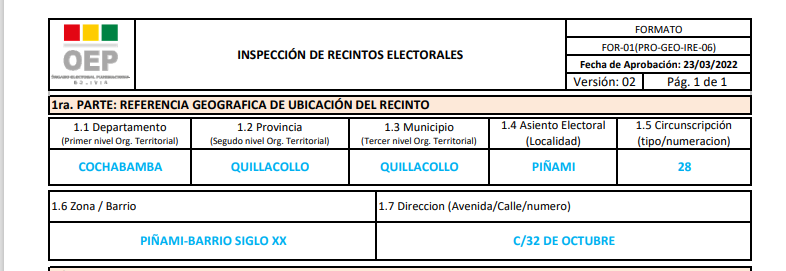 OEP
ÓRGANO ELECTORAL PLURINACIONAL
BOLIVIA
INSPECCIÓN DE RECINTOS ELECTORALES
FORMATO
FOR-01(PRO-GEO-IRE-06)
Fecha de Aprobación: 23/03/2022
Versión: 02 Pág. 1 de 1
1ra. PARTE: REFERENCIA GEOGRAFICA DE UBICACIÓN DEL RECINTO
1.1 Departamento
(Primer nivel Org. Territorial)
1.2 Provincia
(Segudo nivel Org. Territorial)
1.3 Municipio
(Tercer nivel Org. Territorial)
1.4 Asiento Electoral
(Localidad)
1.5 Circunscripción
(tipo/numeracion)
COCHABAMBA QUILLACOLLO QUILLACOLLO PIÑAMI 28
1.6 Zona / Barrio 1.7 Direccion (Avenida/Calle/numero)
PIÑAMI-BARRIO SIGLO XX C/32 DE OCTUBRE